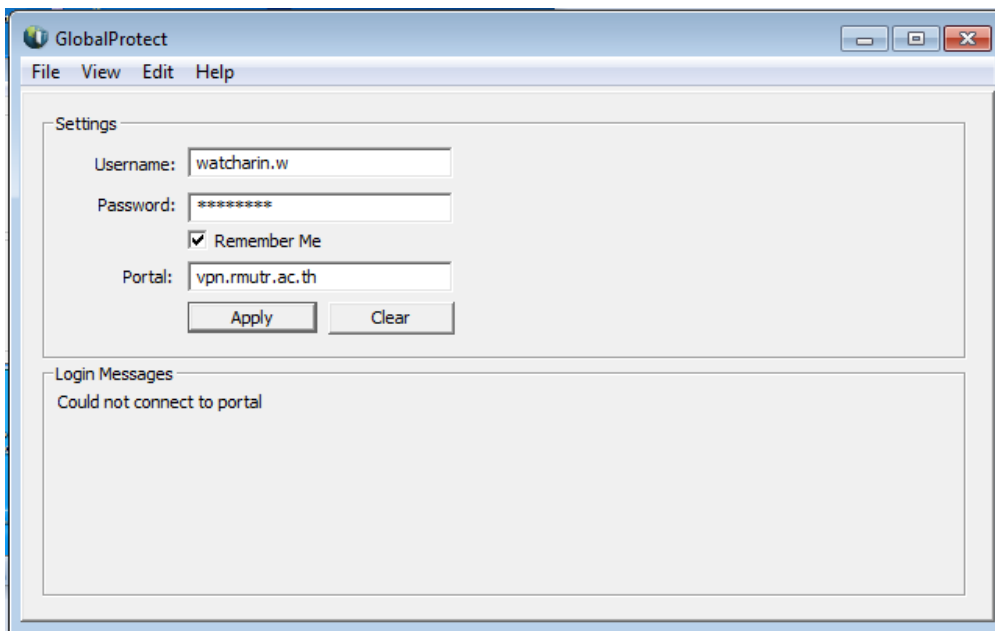 GlobalProtect
File View Edit Help
Settings
Username: watcharin.w
Password: ********
Remember Me
Portal: vpn.rmutr.ac.th
Apply Clear
Login Messages
Could not connect to portal